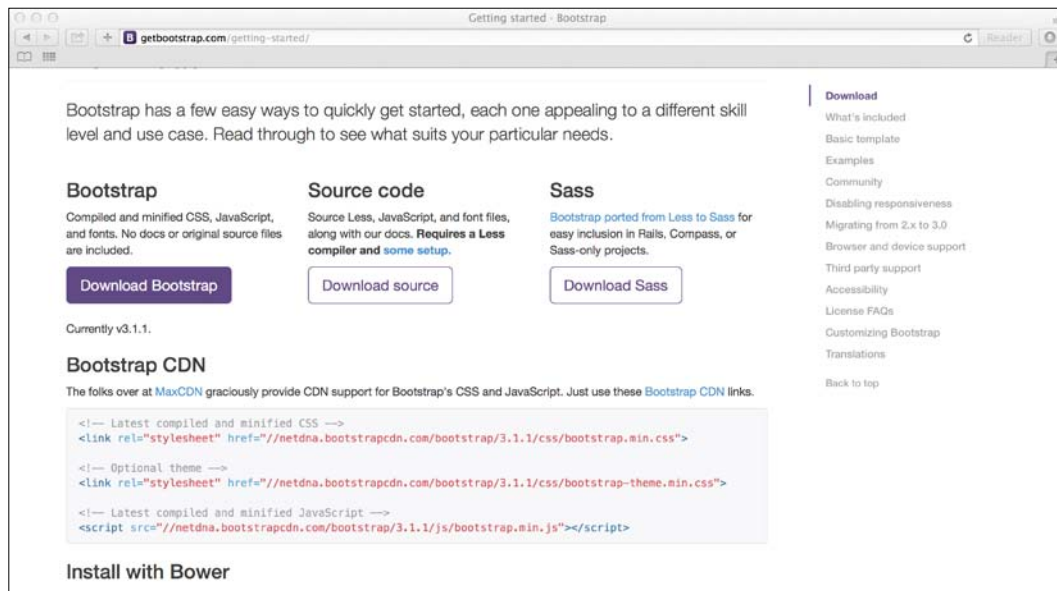 Getting started · Bootstrap
getbootstrap.com/getting-started/
Reader
Bootstrap has a few easy ways to quickly get started, each one appealing to a different skill
level and use case. Read through to see what suits your particular needs.
Bootstrap
Compiled and minified CSS, JavaScript,
and fonts. No docs or original source files
are included.
Download Bootstrap
Currently v3.1.1.
Source code
Source Less, JavaScript, and font files,
along with our docs. Requires a Less
compiler and some setup.
Download source
Sass
Bootstrap ported from Less to Sass for
easy inclusion in Rails, Compass, or
Sass-only projects.
Download Sass
Bootstrap CDN
The folks over at MaxCDN graciously provide CDN support for Bootstrap's CSS and JavaScript. Just use these Bootstrap CDN links.
<!-- Latest compiled and minified CSS -->
<link rel="stylesheet" href="//netdna.bootstrapcdn.com/bootstrap/3.1.1/css/bootstrap.min.css">
<!-- Optional theme -->
<link rel="stylesheet" href="//netdna.bootstrapcdn.com/bootstrap/3.1.1/css/bootstrap-theme.min.css">
<!-- Latest compiled and minified JavaScript -->
<script src="//netdna.bootstrapcdn.com/bootstrap/3.1.1/js/bootstrap.min.js"></script>
Install with Bower
Download
What's included
Basic template
Examples
Community
Disabling responsiveness
Migrating from 2.x to 3.0
Browser and device support
Third party support
Accessibility
License FAQs
Customizing Bootstrap
Translations
Back to top